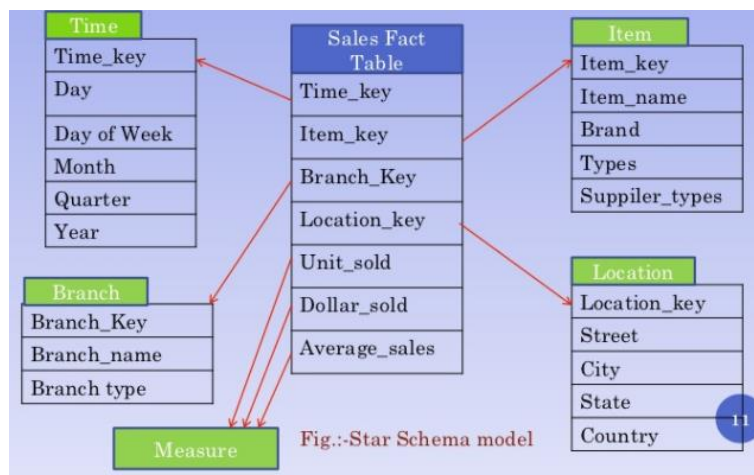 Time
Time_key
Day
Day of Week
Month
Quarter
Year
Branch
Branch_Key
Branch_name
Branch type
Sales Fact
Table
Time_key
Item_key
Branch_Key
Location_key
Unit_sold
Dollar_sold
Average_sales
Measure
Fig.:-Star Schema model
Item
Item_key
Item_name
Brand
Types
Suppiler_types
Location
Location_key
Street
City
State
Country
11